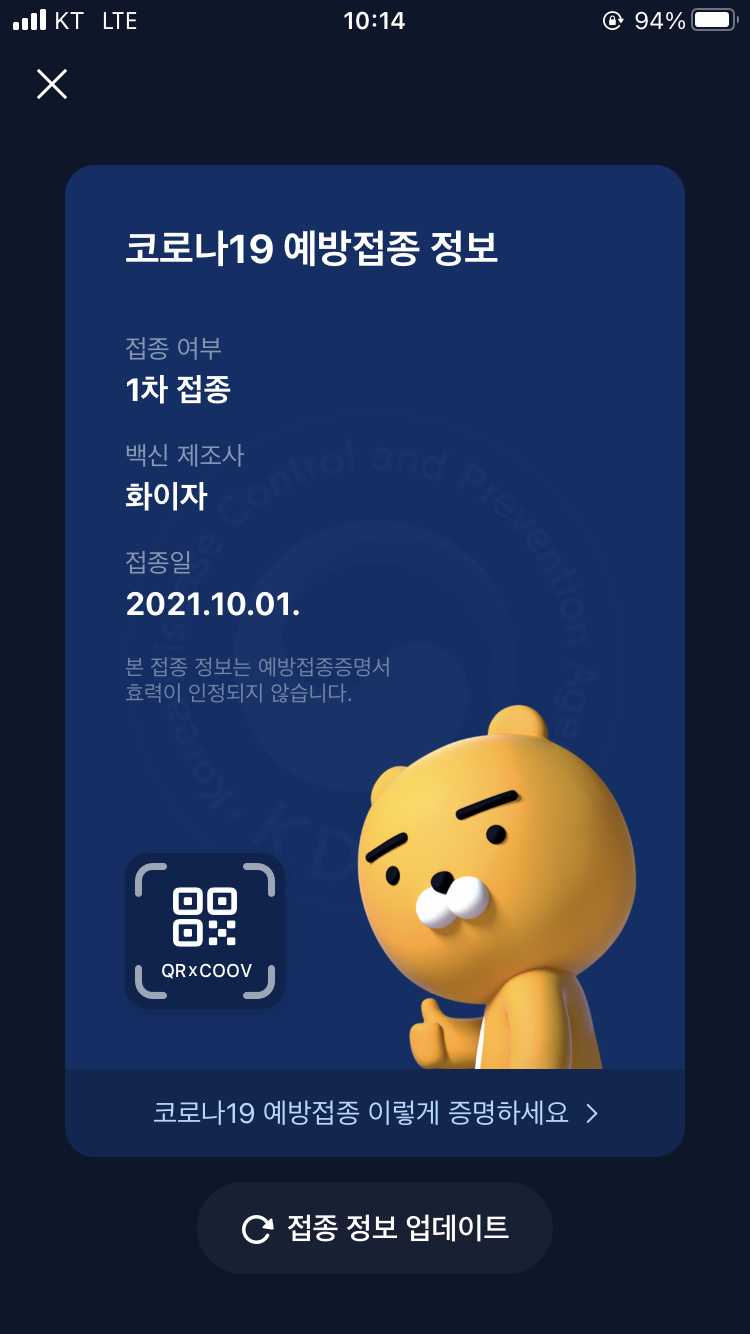 KT LTE 10:14 94%
코로나19 예방접종 정보
접종 여부
1차 접종
백신 제조사
화이자
접종일
2021.10.01.
본 접종 정보는 예방접종증명서
효력이 인정되지 않습니다.
Korea Disease Control and Prevention Age
KD
QRxCOOV
코로나19 예방접종 이렇게 증명하세요
접종 정보 업데이트